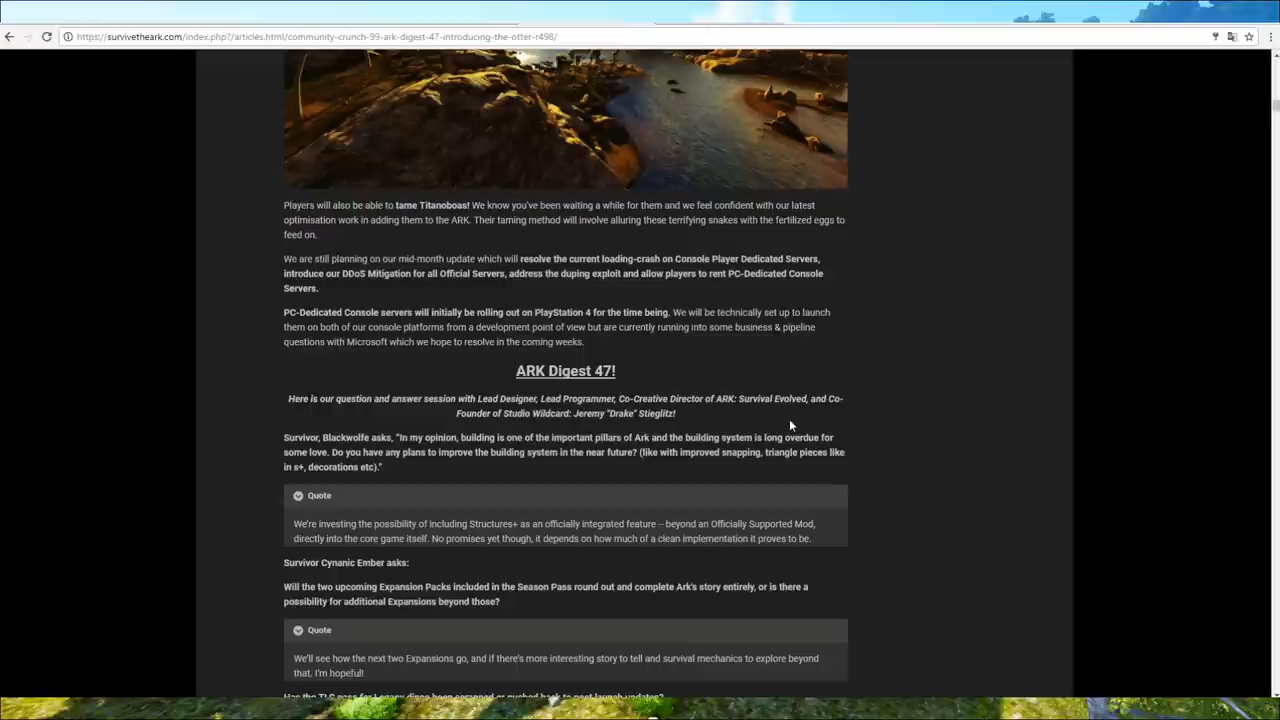 https://survivetheark.com/index.php?/articles.html/community-crunch-99-ark-digest-47-introducing-the-otter-r498/
Players will also be able to tame Titanoboas! We know you've been waiting a while for them and we feel confident with our latest
optimisation work in adding them to the ARK. Their taming method will involve alluring these terrifying snakes with the fertilized eggs to
feed on.
We are still planning on our mid-month update which will resolve the current loading-crash on Console Player Dedicated Servers,
introduce our DDoS Mitigation for all Official Servers, address the duping exploit and allow players to rent PC-Dedicated Console
Servers.
PC-Dedicated Console servers will initially be rolling out on PlayStation 4 for the time being. We will be technically set up to launch
them on both of our console platforms from a development point of view but are currently running into some business & pipeline
questions with Microsoft which we hope to resolve in the coming weeks.
ARK Digest 47!
Here is our question and answer session with Lead Designer, Lead Programmer, Co-Creative Director of ARK: Survival Evolved, and Co-
Founder of Studio Wildcard: Jeremy "Drake" Stieglitz!
Survivor, Blackwolfe asks, "In my opinion, building is one of the important pillars of Ark and the building system is long overdue for
some love. Do you have any plans to improve the building system in the near future? (like with improved snapping, triangle pieces like
in s+, decorations etc)."
Quote
We're investing the possibility of including Structures+ as an officially integrated feature -- beyond an Officially Supported Mod,
directly into the core game itself. No promises yet though, it depends on how much of a clean implementation it proves to be.
Survivor Cynanic Ember asks:
Will the two upcoming Expansion Packs included in the Season Pass round out and complete Ark's story entirely, or is there a
possibility for additional Expansions beyond those?
Quote
We'll see how the next two Expansions go, and if there's more interesting story to tell and survival mechanics to explore beyond
that. I'm hopeful!
Has the TLC pass for Legacy dinos been scrapped or pushed back to post launch updates?